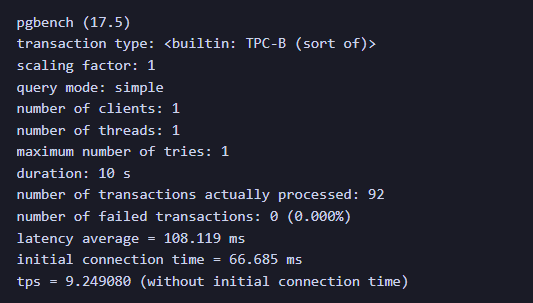 pgbench (17.5)
transaction type: <builtin: TPC-B (sort of)>
scaling factor: 1
query mode: simple
number of clients: 1
number of threads: 1
maximum number of tries: 1
duration: 10 s
number of transactions actually processed: 92
number of failed transactions: 0 (0.000%)
latency average = 108.119 ms
initial connection time = 66.685 ms
tps = 9.249080 (without initial connection time)